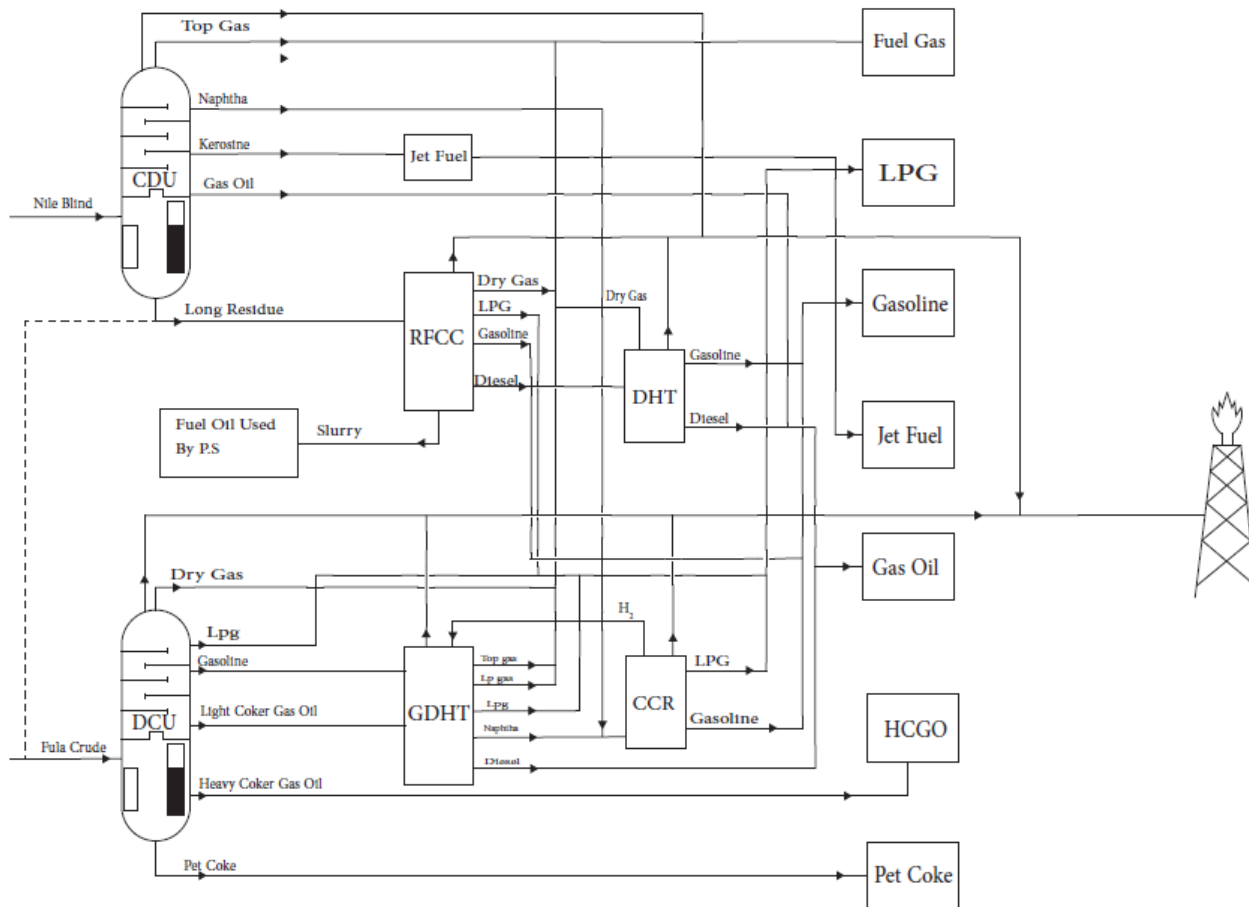 Top Gas
Fuel Gas
Naphtha
Kerosine
Jet Fuel
LPG
CDU
Gas Oil
Nile Blind
Dry Gas
LPG
Dry Gas
Gasoline
Long Residue
RFCC
Gasoline
Gasoline
Diesel
DHT
Fuel Oil Used
By P.S
Slurry
Diesel
Jet Fuel
Gas Oil
Dry Gas
H2
Lpg
Gasoline
Top gas
LPG
Lp gas
GDHT
CCR
Lpg
DCU
Light Coker Gas Oil
Gasoline
HCGO
Naphtha
Fula Crude
Diesel
Heavy Coker Gas Oil
Pet Coke
Pet Coke